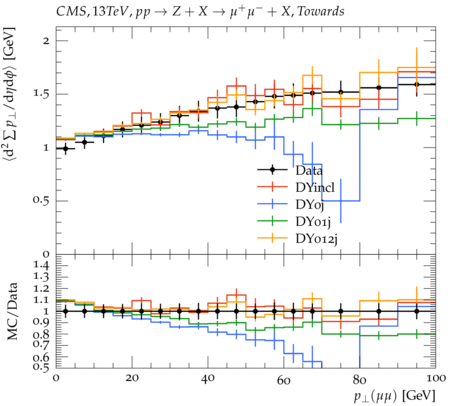 CMS, 13TeV, pp → Z + X → μ⁺μ⁻ + X, Towards
⟨d² ∑ p⊥/dηdϕ⟩ [GeV]
2
1.5
1
0.5
0
Data
DYincl
DY0j
DY01j
DY012j
MC/Data
1.4
1.3
1.2
1.1
1
0.9
0.8
0.7
0.6
0.5
0 20 40 60 80 100
p⊥(μμ) [GeV]